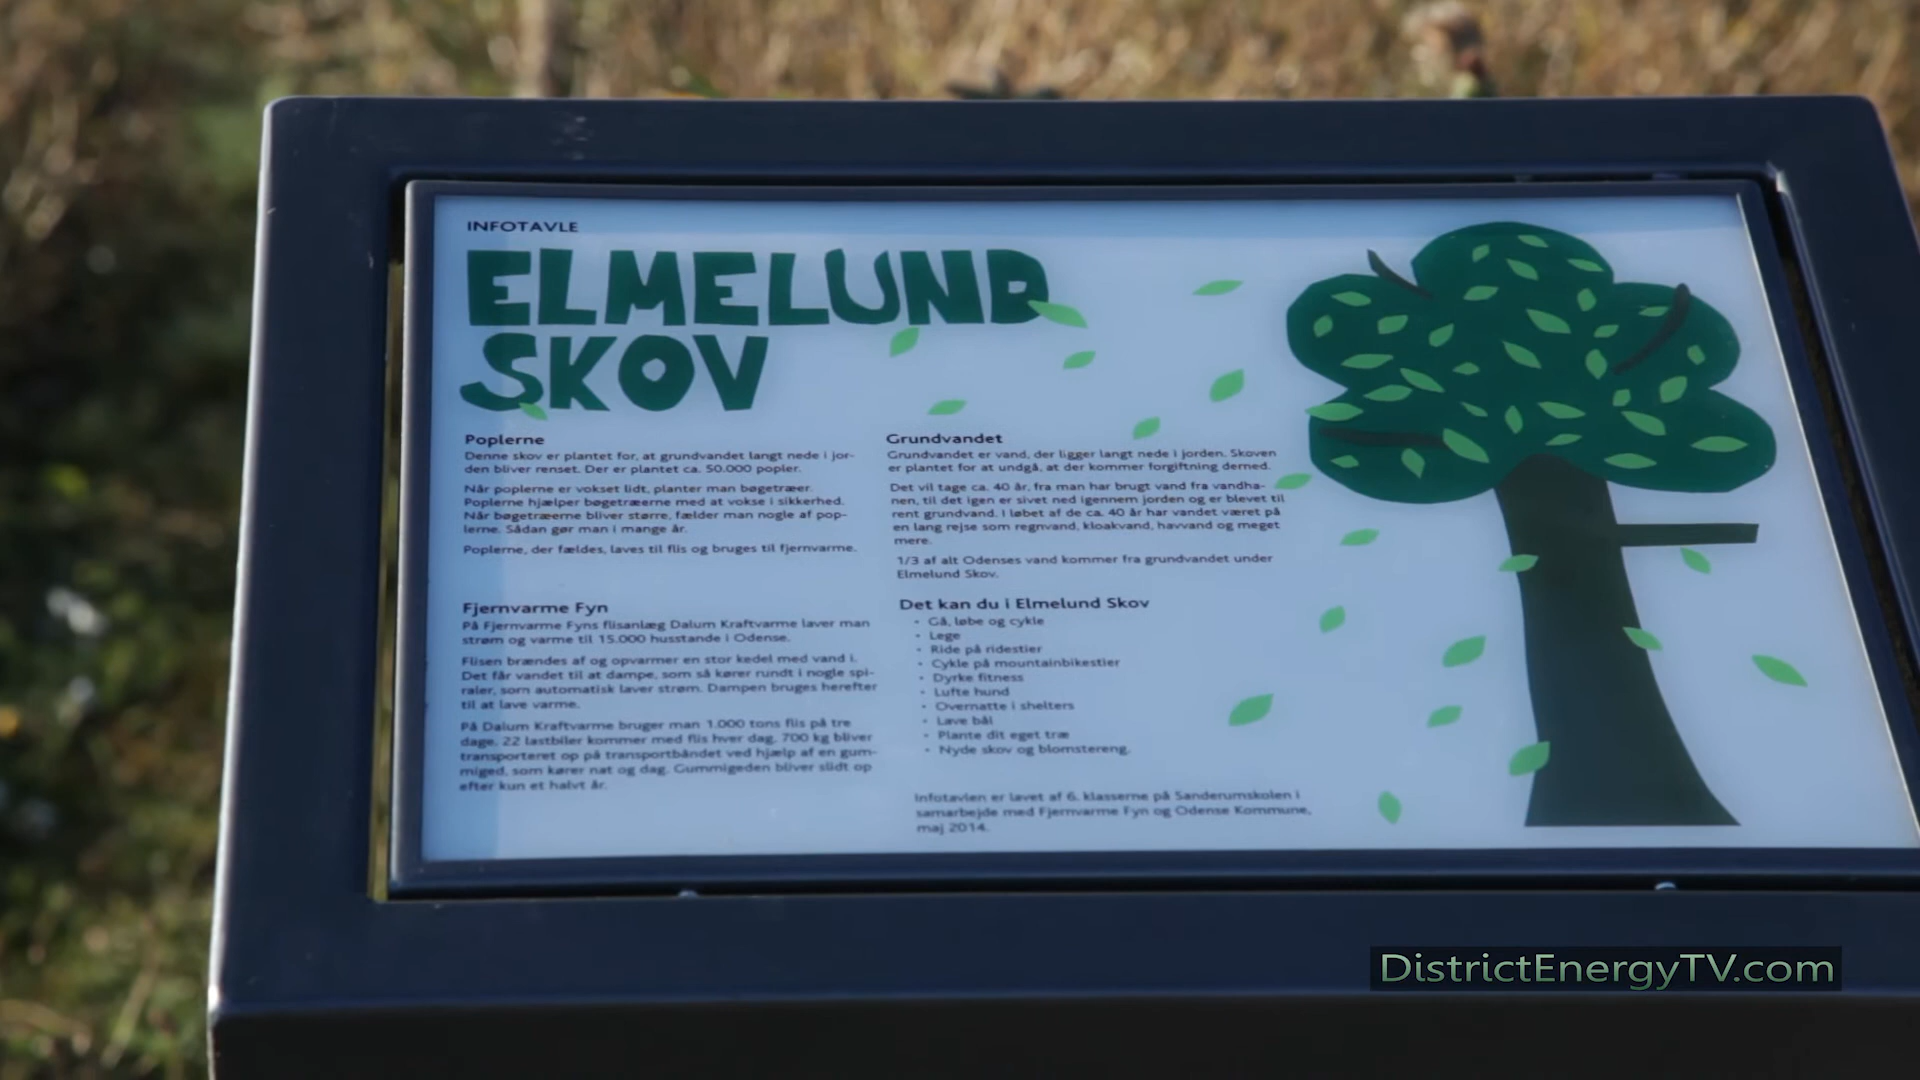 INFOTAVLE
ELMELUND
SKOV
Poplerne
Denne skov er plantet for, at grundvandet langt nede i jor-
den bliver renset. Der er plantet ca. 50.000 popler.
Når poplerne er vokset lidt, planter man bøgetræer.
Poplerne hjælper bøgetræerne med at vokse i sikkerhed.
Når bøgetræerne bliver større, fælder man nogle af pop-
lerne. Sådan gør man i mange år.
Poplerne, der fældes, laves til flis og bruges til fjernvarme.
Fjernvarme Fyn
På Fjernvarme Fyns flisanlæg Dalum Kraftvarme laver man
strøm og varme til 15.000 husstande i Odense.
Flisen brændes af og opvarmer en stor kedel med vand i.
Det får vandet til at dampe, som så kører rundt i nogle spi-
raler, som automatisk laver strøm. Dampen bruges herefter
til at lave varme.
På Dalum Kraftvarme bruger man 1.000 tons flis på tre
dage. 22 lastbiler kommer med flis hver dag. 700 kg bliver
transporteret op på transportbåndet ved hjælp af en gum-
miged, som kører nat og dag. Gummigeden bliver slidt op
efter kun et halvt år.
Grundvandet
Grundvandet er vand, der ligger langt nede i jorden. Skoven
er plantet for at undgå, at der kommer forgiftning derned.
Det vil tage ca. 40 år, fra man har brugt vand fra vandha-
nen, til det igen er sivet ned igennem jorden og er blevet til
rent grundvand. I løbet af de ca. 40 år har vandet været på
en lang rejse som regnvand, kloakvand, havvand og meget
mere.
1/3 af alt Odenses vand kommer fra grundvandet under
Elmelund Skov.
Det kan du i Elmelund Skov
• Gå, løbe og cykle
• Lege
• Ride på ridestier
• Cykle på mountainbikestier
• Dyrke fitness
• Lufte hund
• Overnatte i shelters
• Lave bål
• Plante dit eget træ
• Nyde skov og blomstereng.
Infotavlen er lavet af 6. klasserne på Sanderumskolen i
samarbejde med Fjernvarme Fyn og Odense Kommune,
maj 2014.
DistrictEnergyTV.com